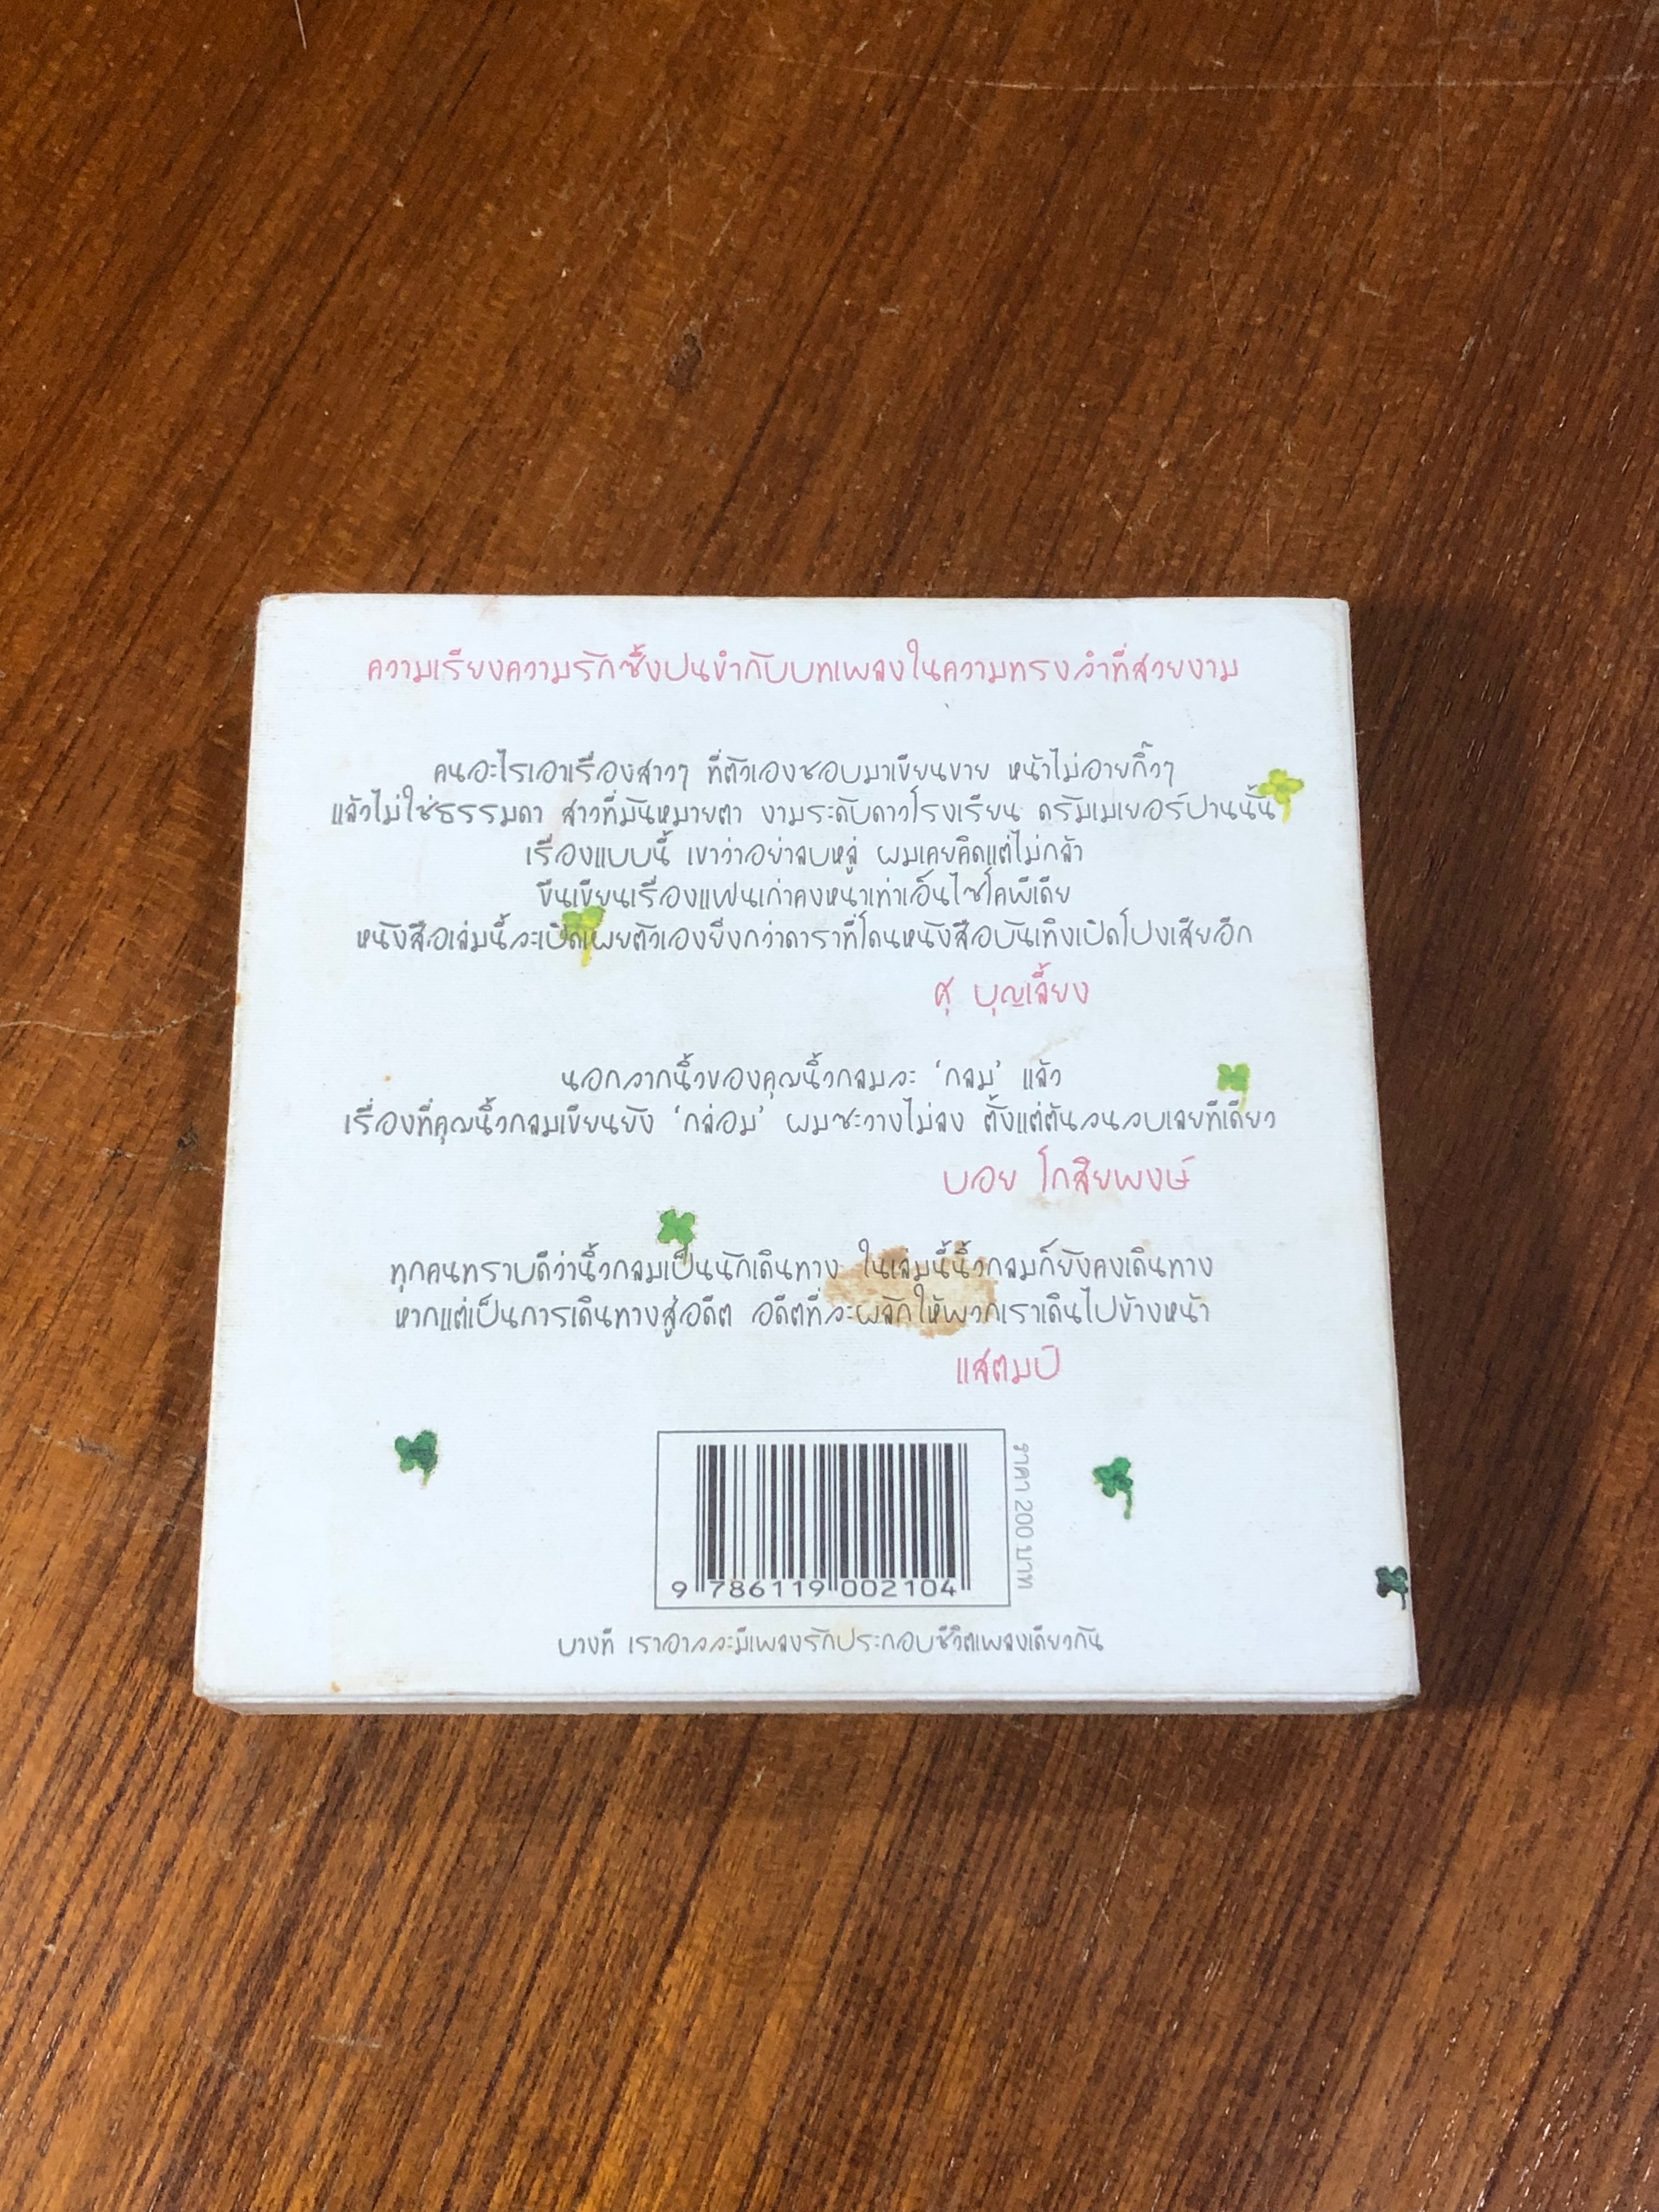 ความเรียงความรักซึ้งปนขำกับบทเพลงในความทรงจำที่สวยงาม
คนอะไรเอาเรื่องสาวๆ ที่ตัวเองชอบมาเขียนขาย หน้าไม่อายกิ๊วๆ
แล้วไม่ใช่ธรรมดา สาวที่มันหมายตา งามระดับดาวโรงเรียน ดรัมเมเยอร์ปานนั้น
เรื่องแบบนี้ เขาว่าอย่าลบหลู่ ผมเคยคิดแต่ไม่กล้า
ขืนเขียนเรื่องแฟนเก่าคงหนาเท่าเอ็นไซโคลพีเดีย
หนังสือเล่มนี้จะเปิดเผยตัวเองยิ่งกว่าดาราที่โดนหนังสือบันเทิงเปิดโปงเสียอีก
ศุ บุญเลี้ยง
นอกจากนิ้วของคุณนิ้วกลมจะ 'กลม' แล้ว
เรื่องที่คุณนิ้วกลมเขียนยัง 'กล่อม' ผมซะวางไม่ลง ตั้งแต่ต้นจนจบเลยทีเดียว
บอย โกสิยพงษ์
ทุกคนทราบดีว่านิ้วกลมเป็นนักเดินทาง ในเล่มนี้นิ้วกลมก็ยังคงเดินทาง
หากแต่เป็นการเดินทางสู่อดีต อดีตที่จะผลักให้พวกเราเดินไปข้างหน้า
แสตมป์
9 786119 002104
ราคา 200 บาท
บางที เราอาจจะมีเพลงรักประกอบชีวิตเพลงเดียวกัน